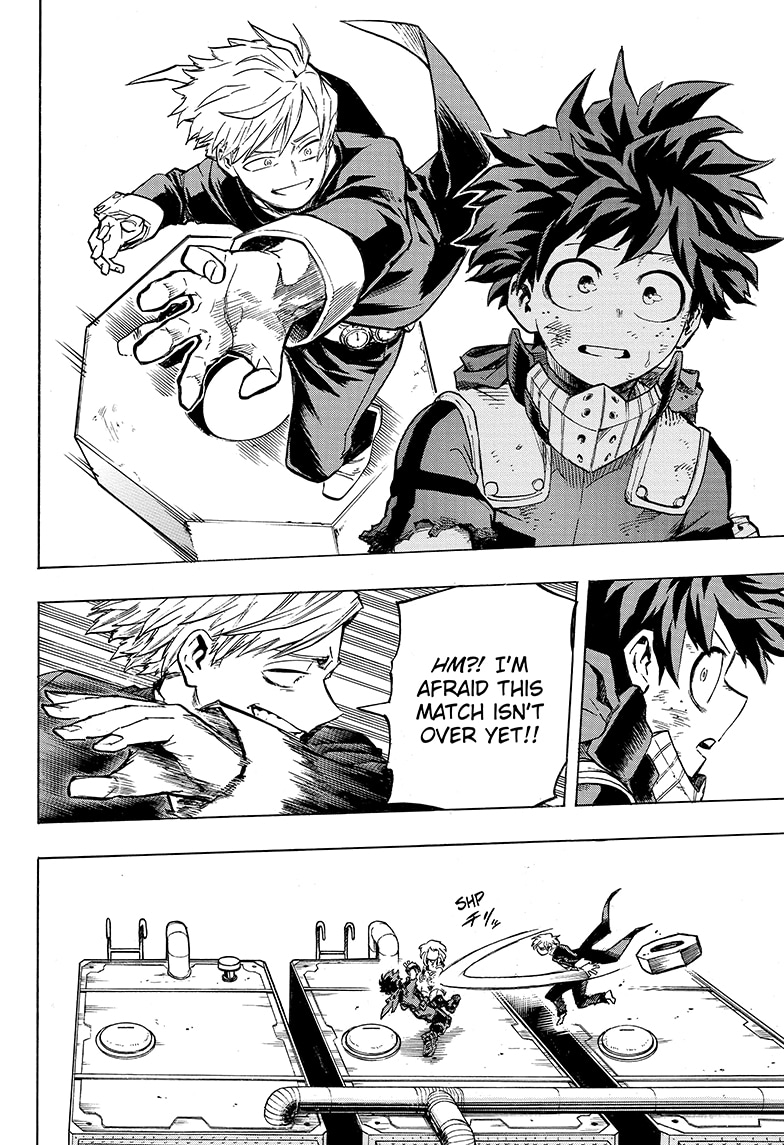 HM?! I'M
AFRAID THIS
MATCH ISN'T
OVER YET!!
SHP
チッ